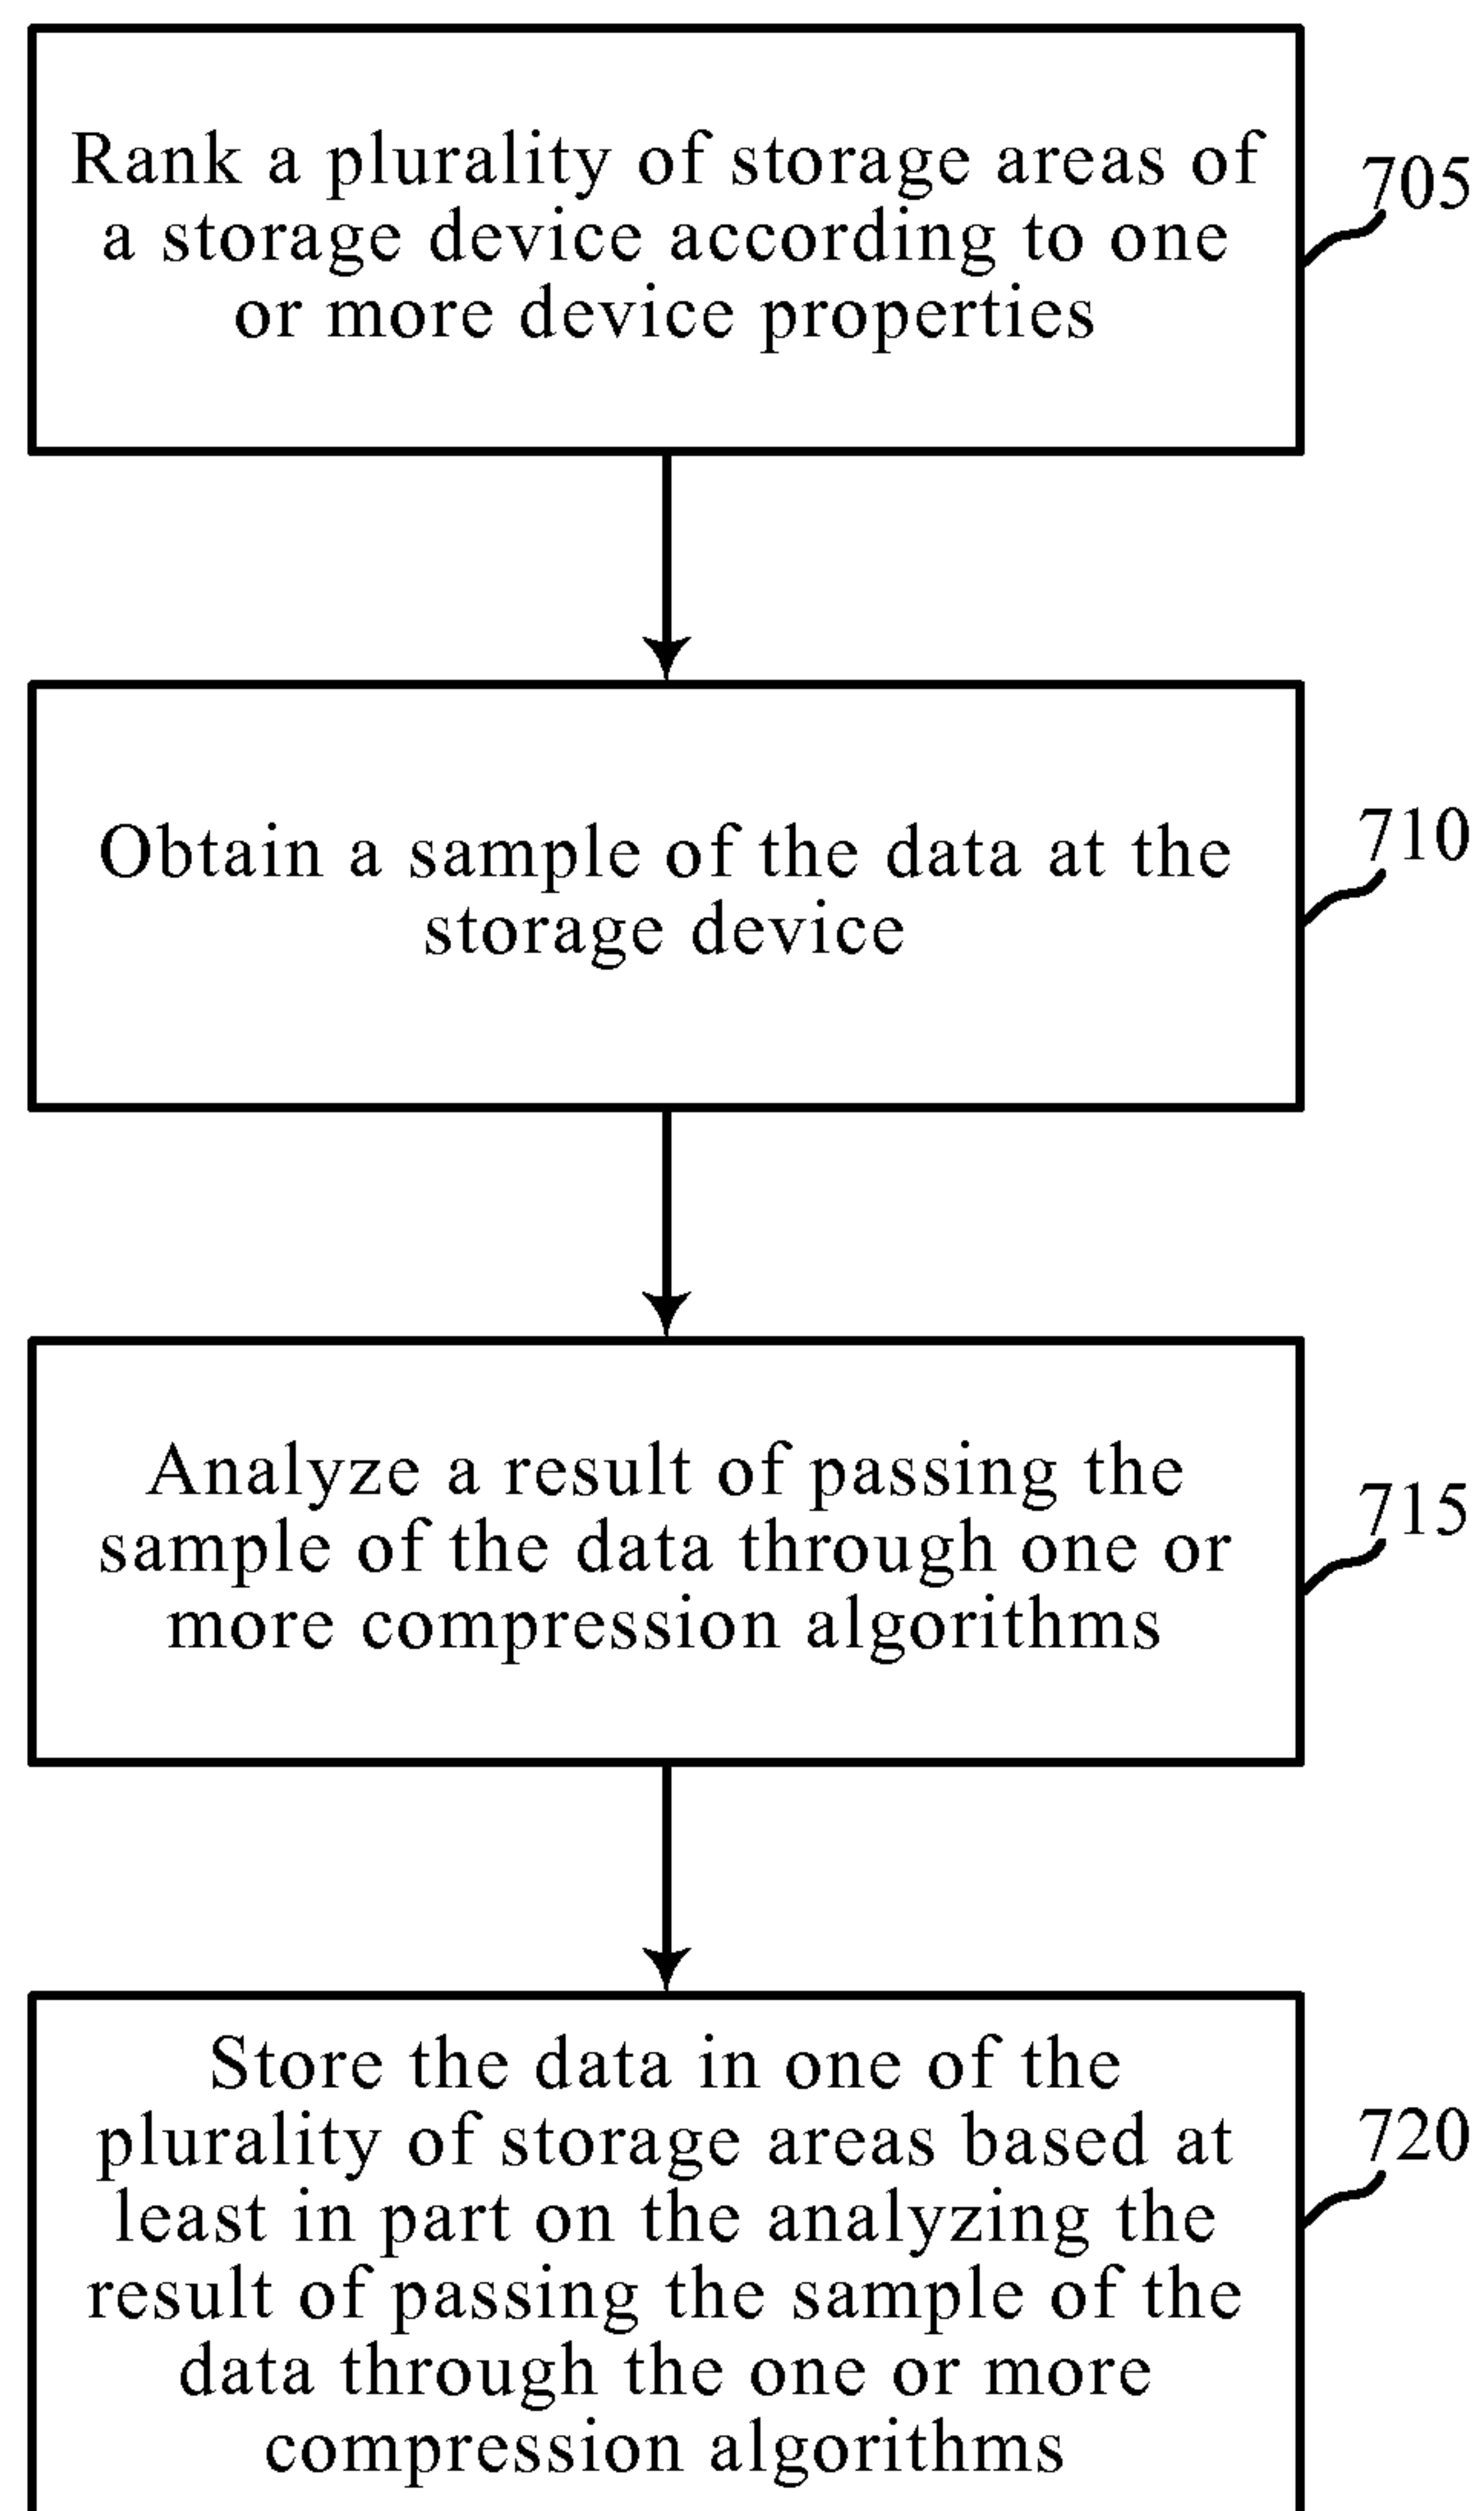 Rank a plurality of storage areas of
a storage device according to one
or more device properties
705
Obtain a sample of the data at the
storage device
710
Analyze a result of passing the
sample of the data through one or
more compression algorithms
715
Store the data in one of the
plurality of storage areas based at
least in part on the analyzing the
result of passing the sample of the
data through the one or more
compression algorithms
720